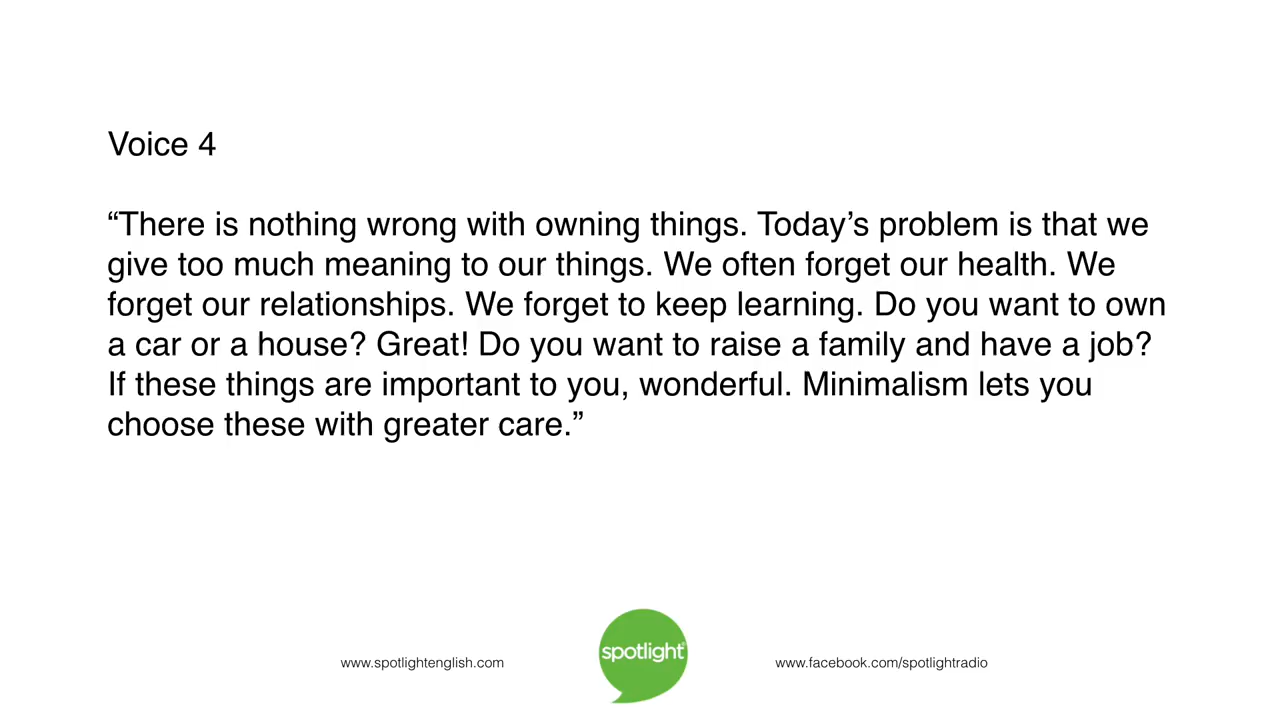 Voice 4
“There is nothing wrong with owning things. Today’s problem is that we
give too much meaning to our things. We often forget our health. We
forget our relationships. We forget to keep learning. Do you want to own
a car or a house? Great! Do you want to raise a family and have a job?
If these things are important to you, wonderful. Minimalism lets you
choose these with greater care.”
www.spotlightenglish.com
spotlight®
www.facebook.com/spotlightradio